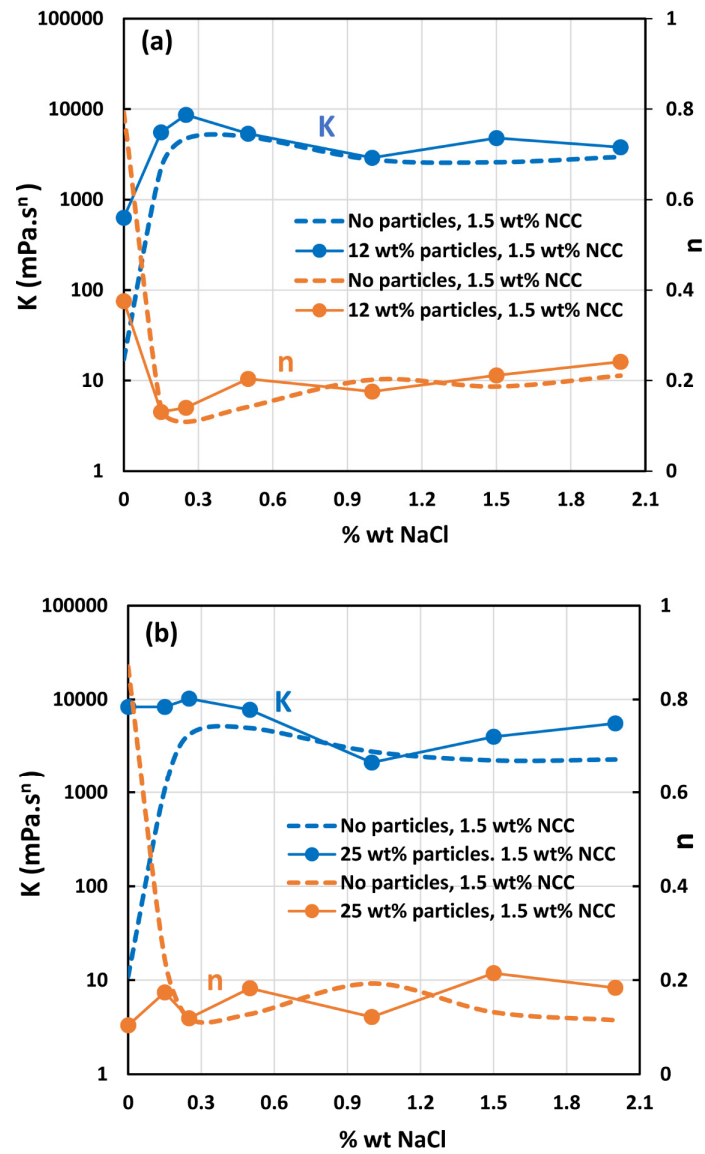 (a)
100000
10000
1000
100
10
1
K (mPa.sⁿ)
1
0.8
0.6
0.4
0.2
0
n
K
No particles, 1.5 wt% NCC
12 wt% particles, 1.5 wt% NCC
No particles, 1.5 wt% NCC
12 wt% particles, 1.5 wt% NCC
n
0 0.3 0.6 0.9 1.2 1.5 1.8 2.1
% wt NaCl
(b)
100000
10000
1000
100
10
1
K (mPa.sⁿ)
1
0.8
0.6
0.4
0.2
0
n
K
No particles, 1.5 wt% NCC
25 wt% particles. 1.5 wt% NCC
No particles, 1.5 wt% NCC
25 wt% particles, 1.5 wt% NCC
n
0 0.3 0.6 0.9 1.2 1.5 1.8 2.1
% wt NaCl